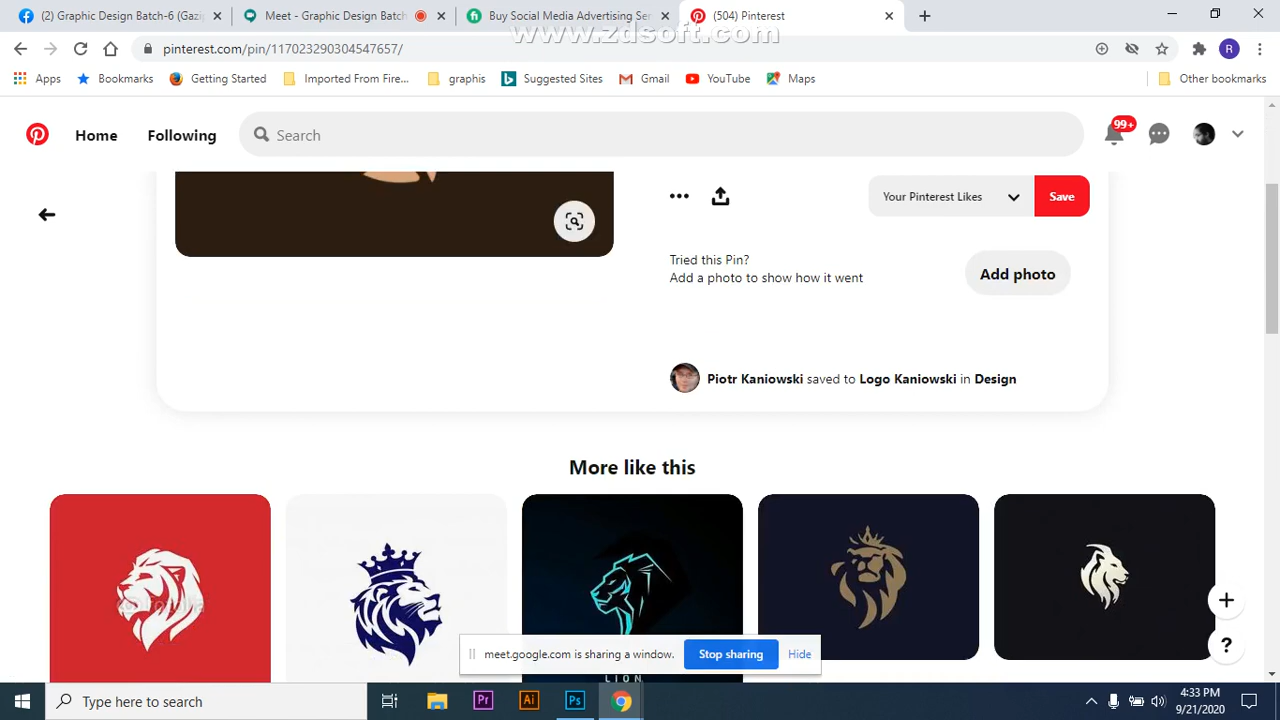 (2) Graphic Design Batch-6 (Gazi
Meet - Graphic Design Batch
Buy Social Media Advertising Ser
(504) Pinterest
www.zdsoft.com
pinterest.com/pin/117023290304547657/
R
Apps
Bookmarks
Getting Started
Imported From Fire...
graphis
Suggested Sites
Gmail
YouTube
Maps
Other bookmarks
Home
Following
Search
99+
Your Pinterest Likes
Save
Tried this Pin?
Add a photo to show how it went
Add photo
Piotr Kaniowski saved to Logo Kaniowski in Design
More like this
LION
+
?
meet.google.com is sharing a window.
Stop sharing
Hide
Type here to search
Pr
Ai
Ps
4:33 PM
9/21/2020